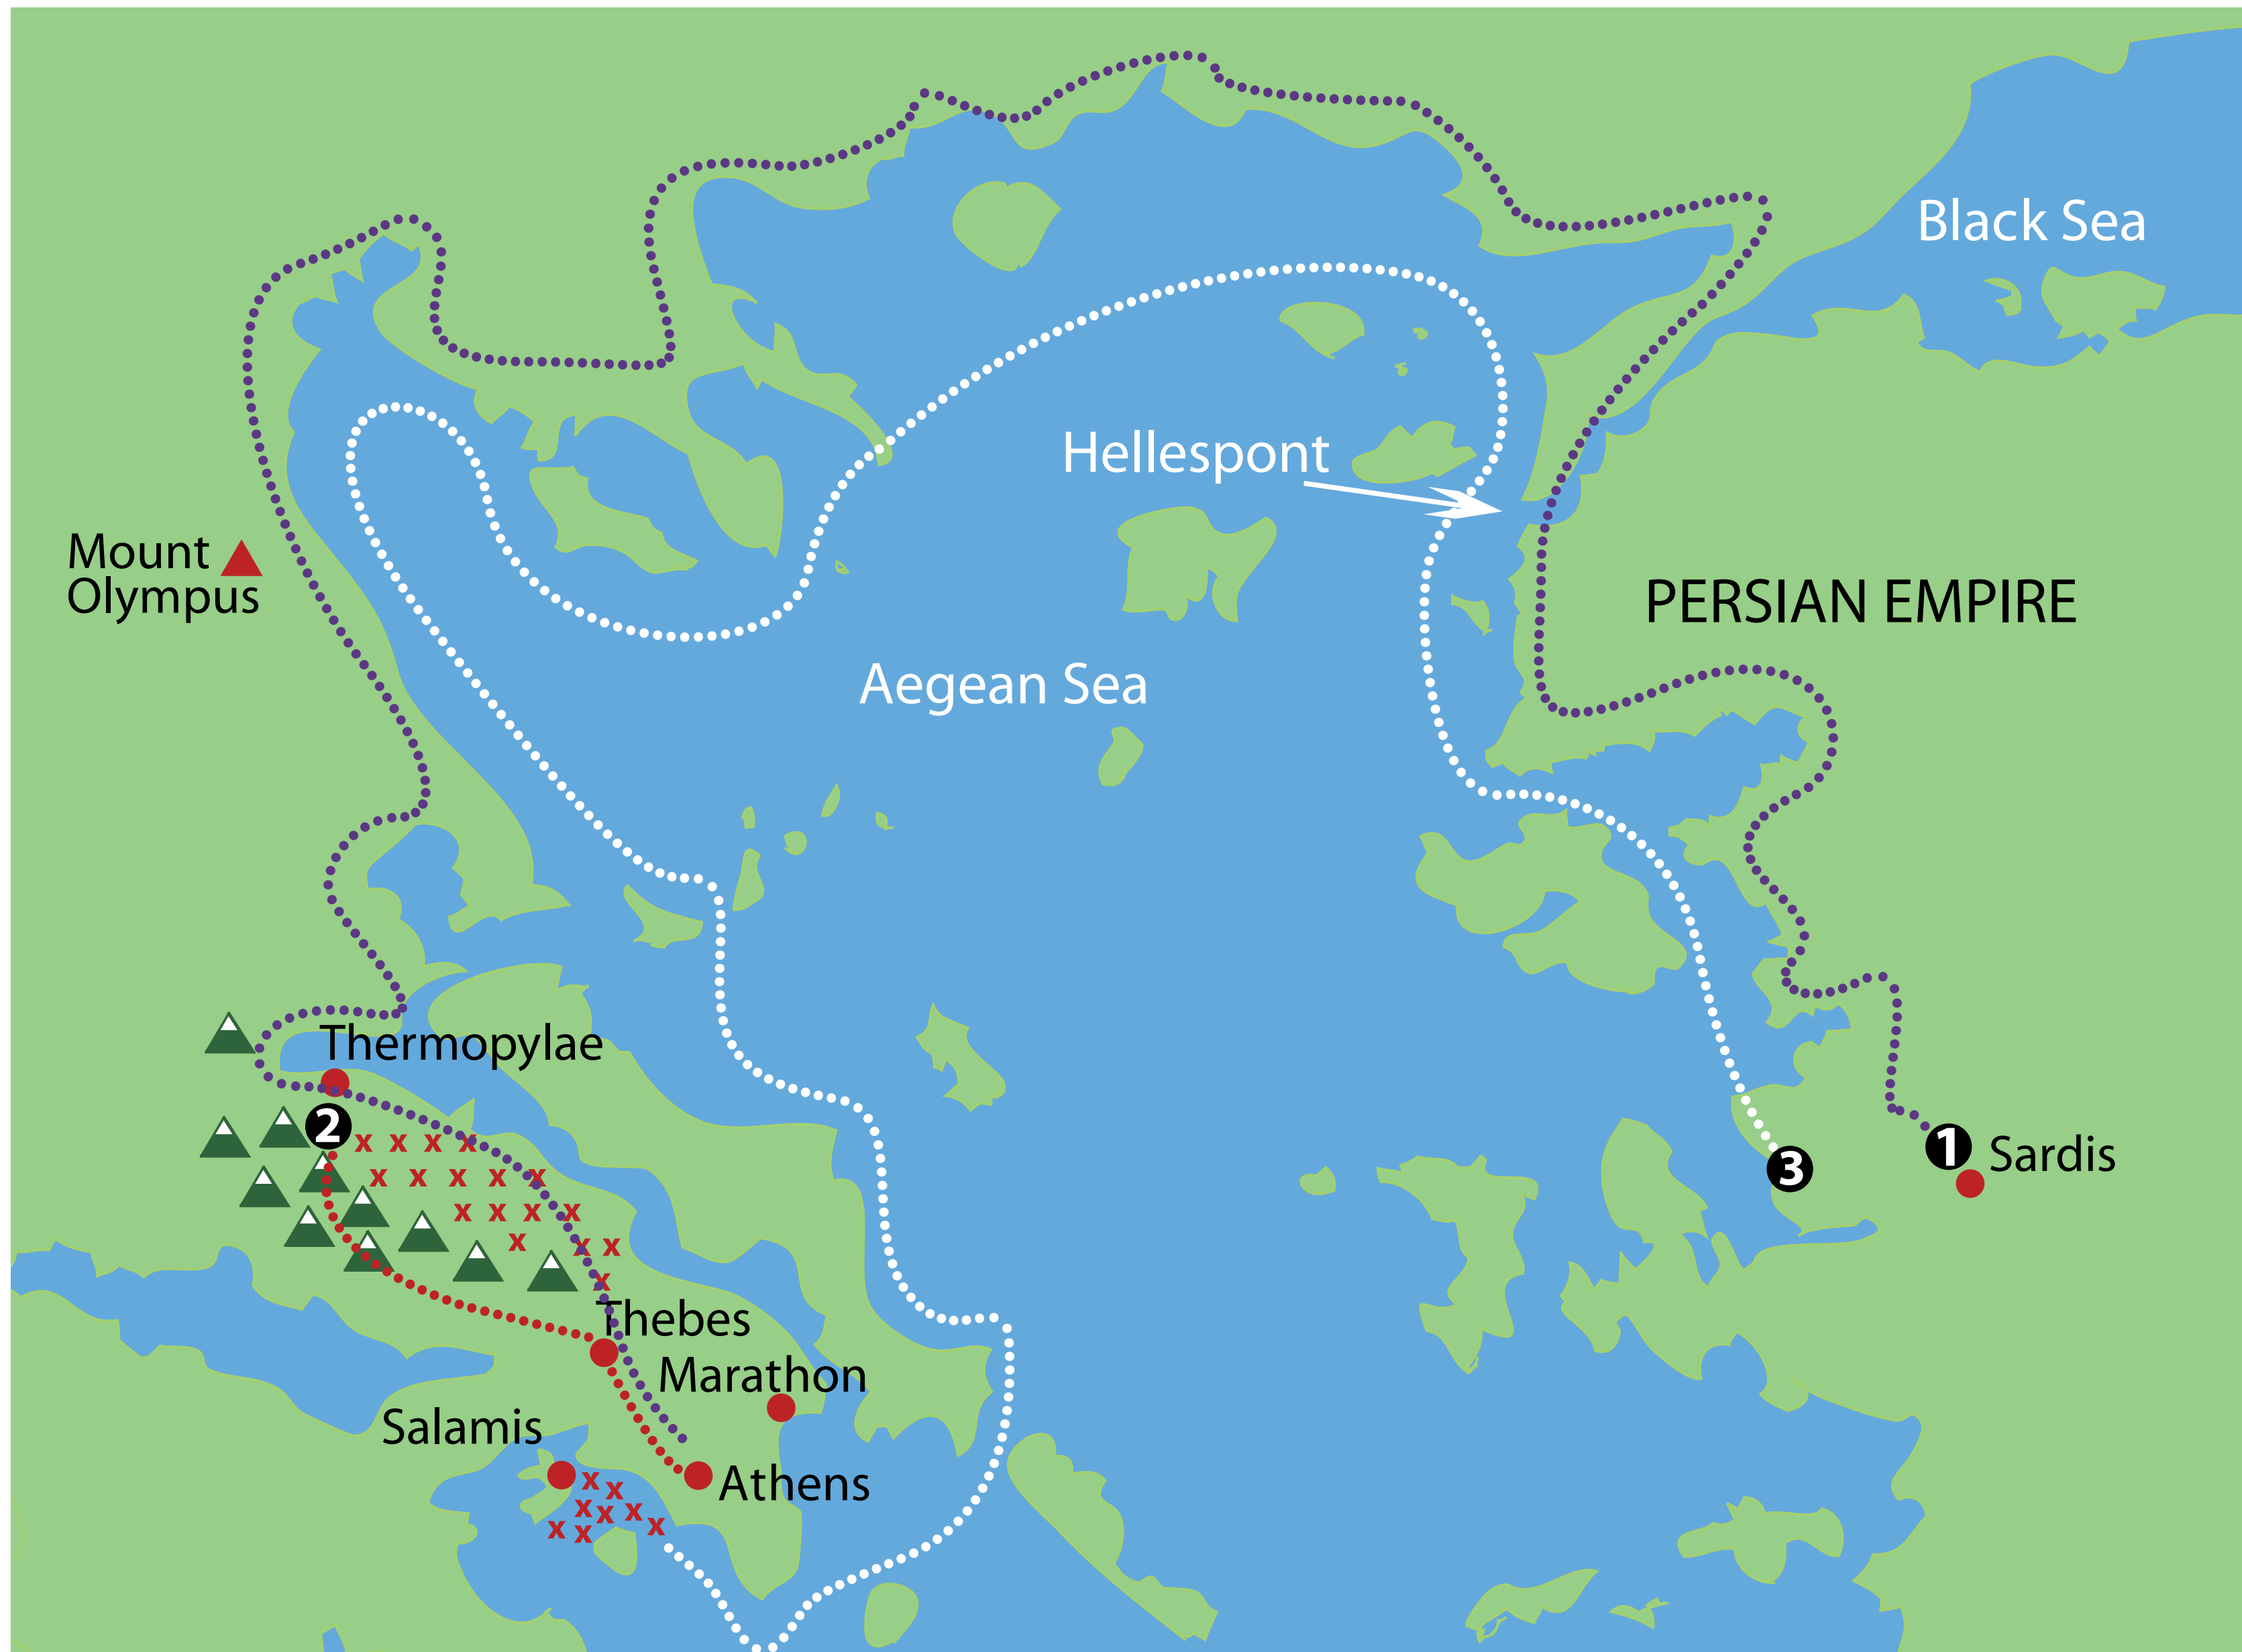 Black Sea
Hellespont
Mount
Olympus
PERSIAN EMPIRE
Aegean Sea
Thermopylae
2
x x x x
x x x x x
x x x x
x x x
x
1
Sardis
3
Thebes
Marathon
Salamis
Athens
x x
x x x x
x x